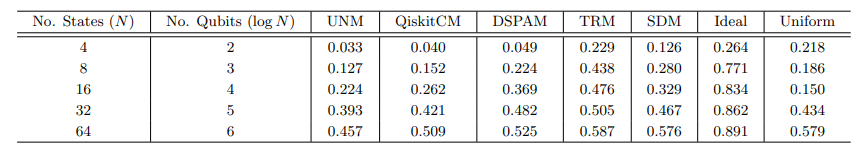 No. States (N) No. Qubits (log N) UNM QiskitCM DSPAM TRM SDM Ideal Uniform
4 2 0.033 0.040 0.049 0.229 0.126 0.264 0.218
8 3 0.127 0.152 0.224 0.438 0.280 0.771 0.186
16 4 0.224 0.262 0.369 0.476 0.329 0.834 0.150
32 5 0.393 0.421 0.482 0.505 0.467 0.862 0.434
64 6 0.457 0.509 0.525 0.587 0.576 0.891 0.579